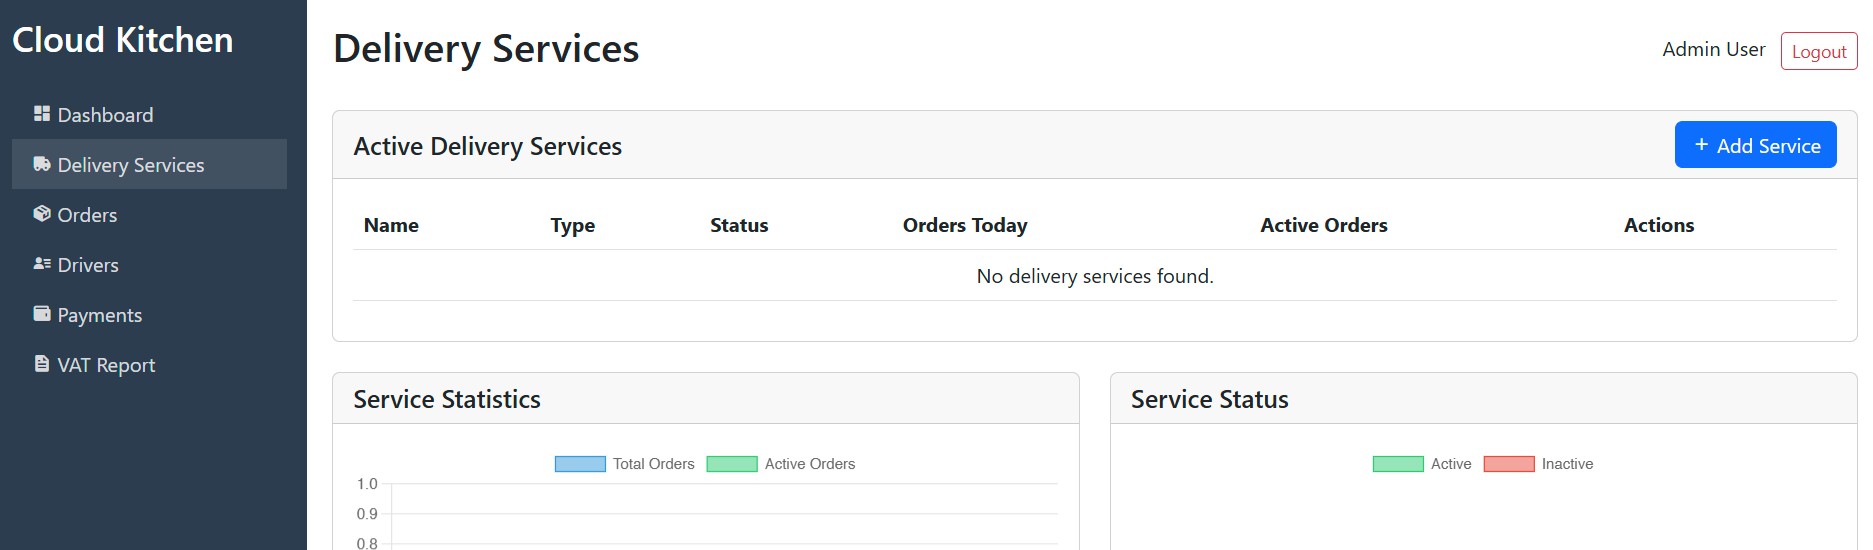 Cloud Kitchen
Dashboard
Delivery Services
Orders
Drivers
Payments
VAT Report
Delivery Services
Admin User Logout
Active Delivery Services
+ Add Service
Name Type Status Orders Today Active Orders Actions
No delivery services found.
Service Statistics
Total Orders Active Orders
1.0
0.9
0.8
Service Status
Active Inactive